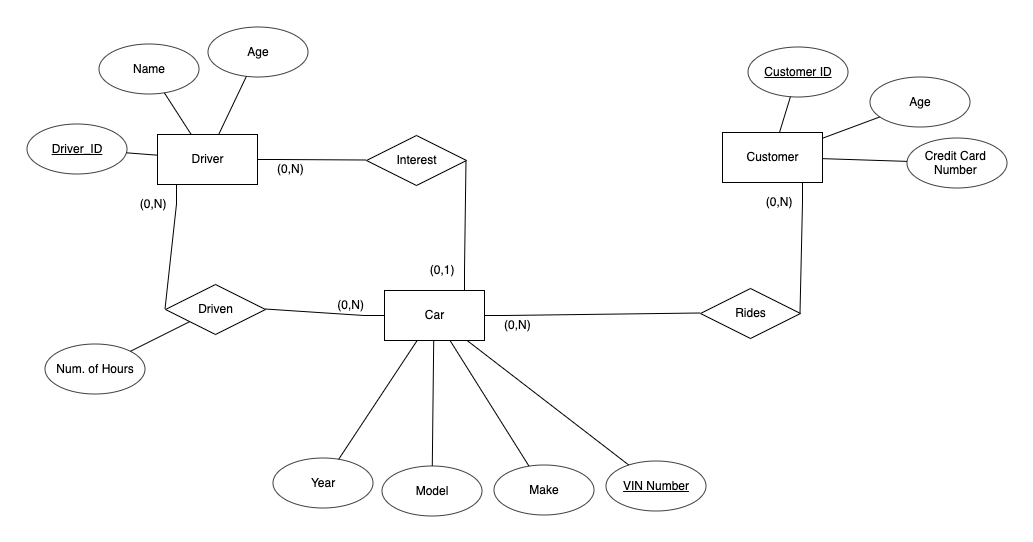 Age
Name
Customer ID
Age
Driver_ID
Driver
(0,N)
Interest
Customer
Credit Card
Number
(0,N)
(0,N)
(0,1)
Driven
(0,N)
Car
(0,N)
Rides
Num. of Hours
Year
Model
Make
VIN Number